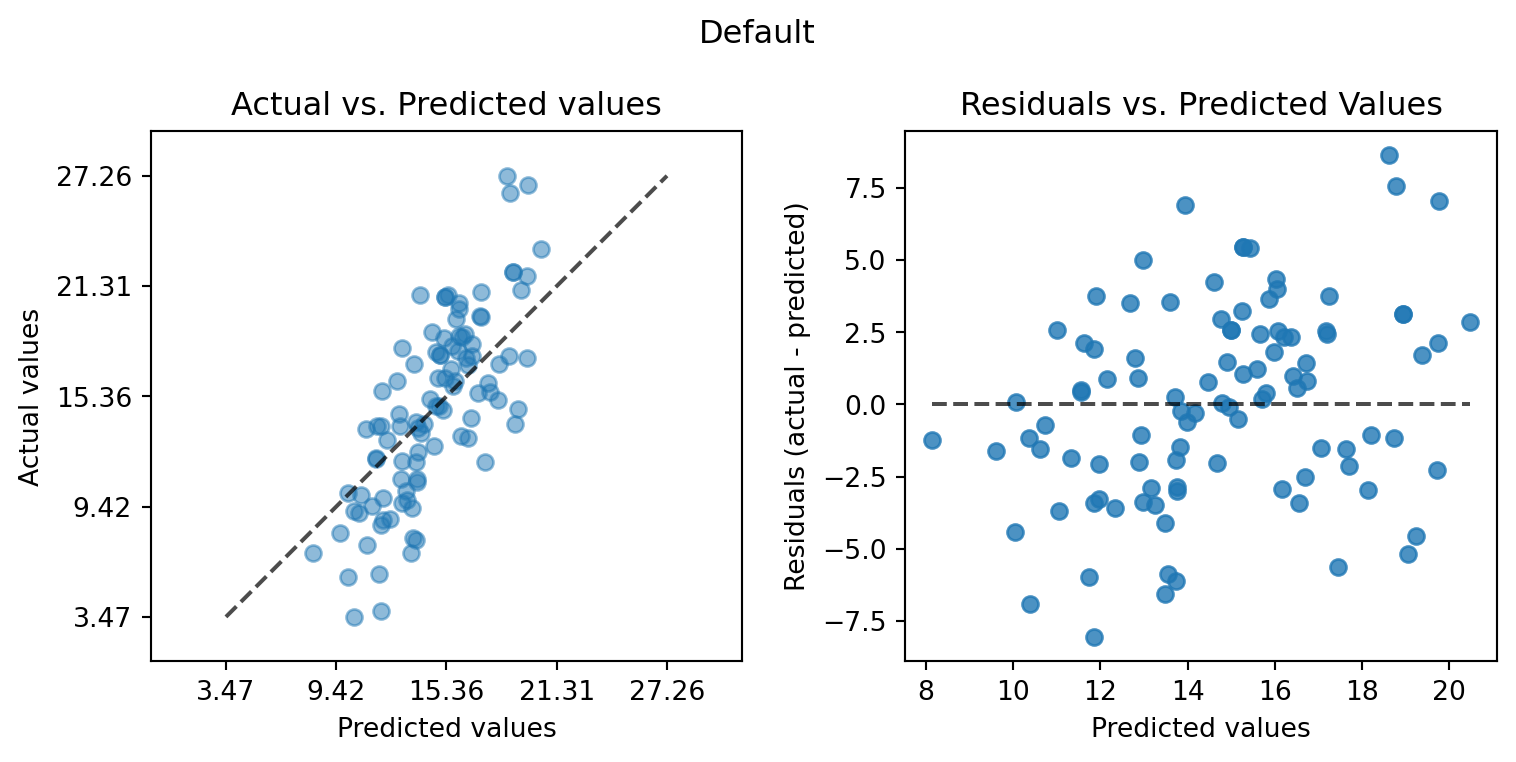 Default
Actual vs. Predicted values
Actual values
27.26
21.31
15.36
9.42
3.47
3.47 9.42 15.36 21.31 27.26
Predicted values
Residuals vs. Predicted Values
Residuals (actual - predicted)
7.5
5.0
2.5
0.0
−2.5
−5.0
−7.5
8 10 12 14 16 18 20
Predicted values